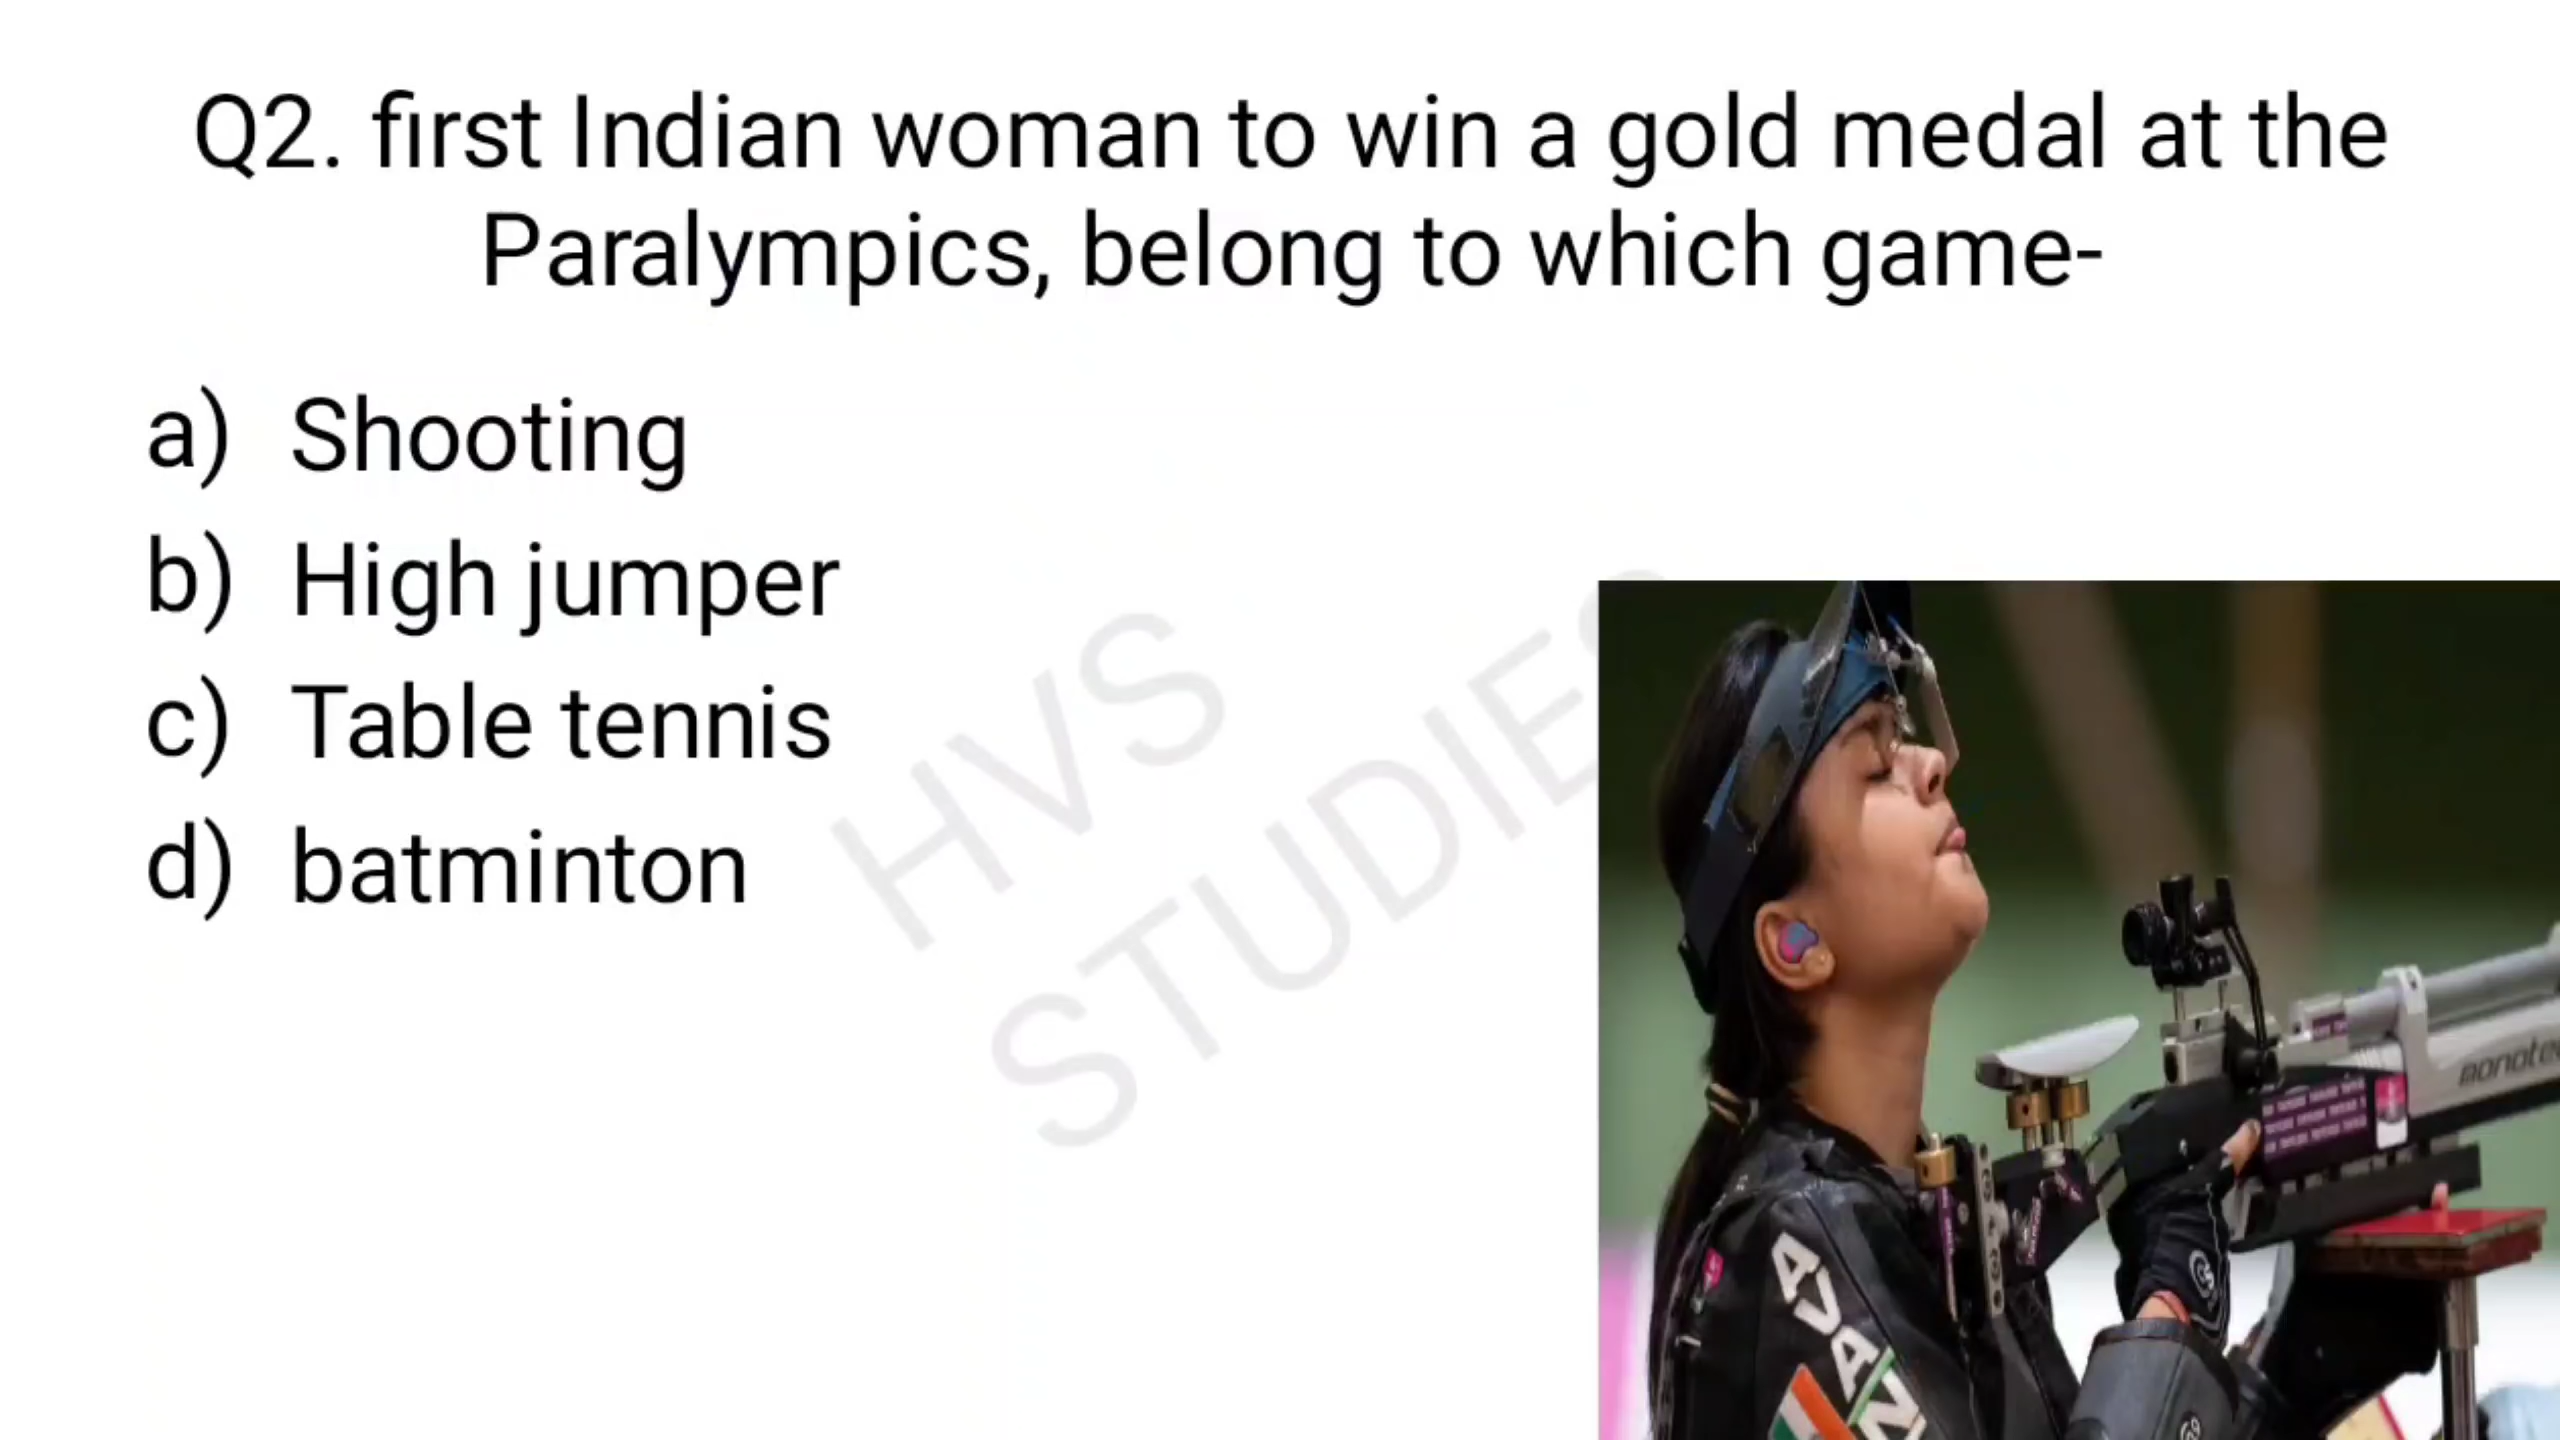 Q2. first Indian woman to win a gold medal at the
Paralympics, belong to which game-
a) Shooting
b) High jumper
c) Table tennis
d) batminton
HVS
STUDIES
AVAN